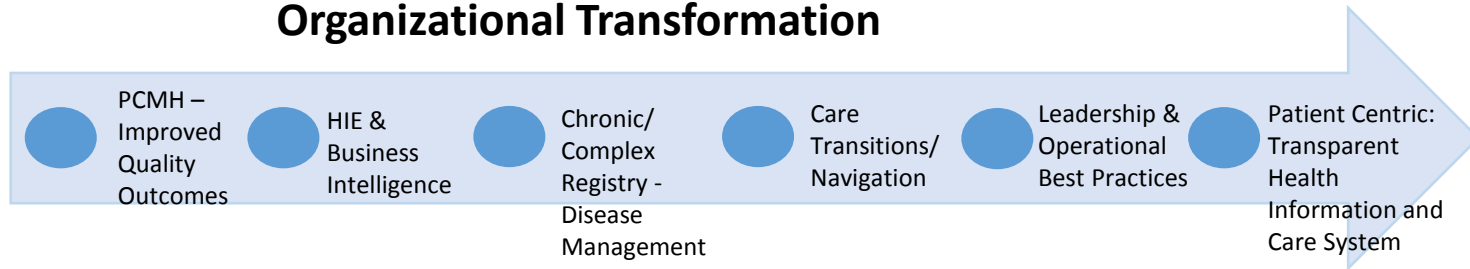 Organizational Transformation
PCMH –
Improved
Quality
Outcomes
HIE &
Business
Intelligence
Chronic/
Complex
Registry -
Disease
Management
Care
Transitions/
Navigation
Leadership &
Operational
Best Practices
Patient Centric:
Transparent
Health
Information and
Care System